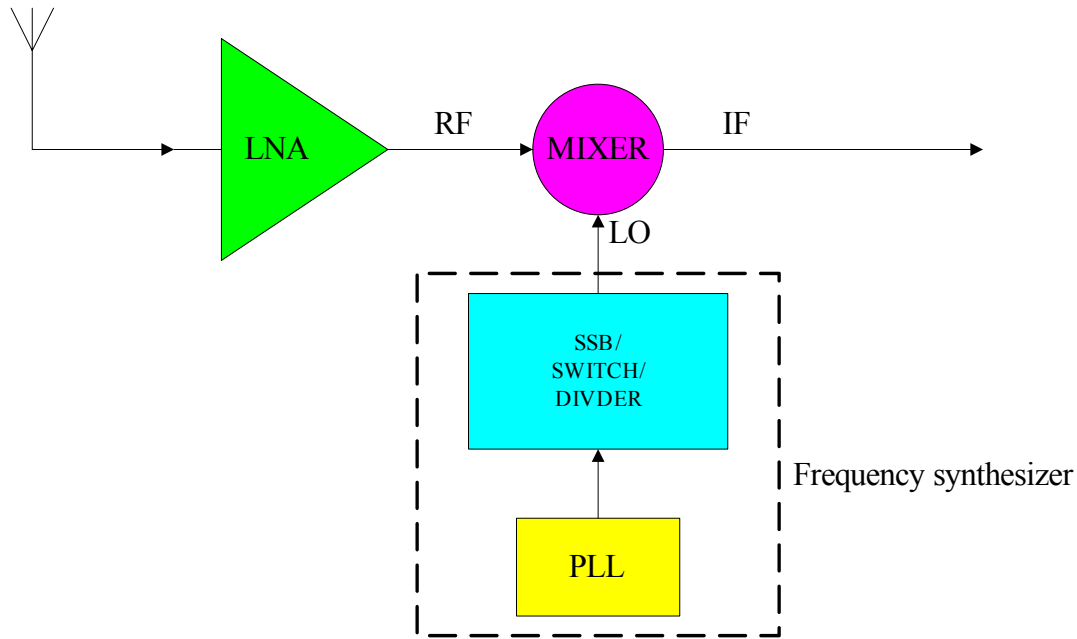 LNA
RF
MIXER
IF
LO
SSB/
SWITCH/
DIVDER
Frequency synthesizer
PLL